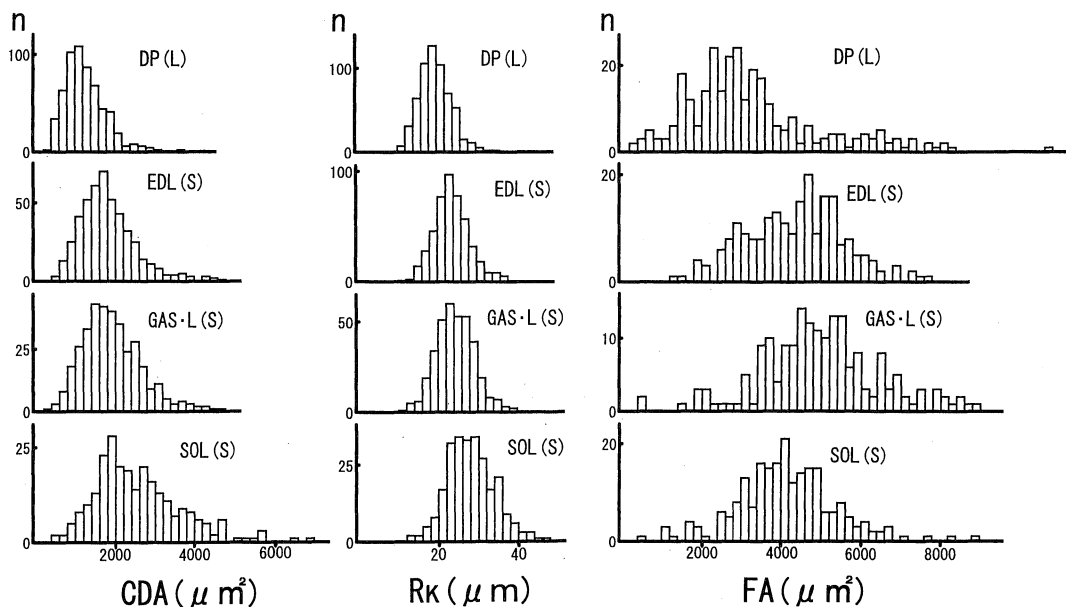 n n n
100 DP(L) 100 DP(L) 20 DP(L)
0 0 0
50 EDL(S) 100 EDL(S) 20 EDL(S)
10
0 0 0
25 GAS·L(S) 50 GAS·L(S) 10 GAS·L(S)
0 0 0
25 SOL(S) 25 SOL(S) 20 SOL(S)
0 0 0
2000 4000 6000 20 40 2000 4000 6000 8000
CDA(μm²) Rκ(μm) FA(μm²)